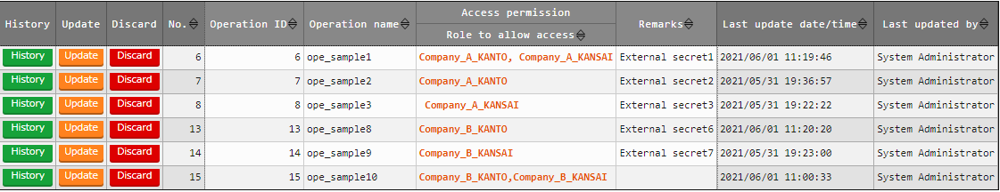 History Update Discard No. Operation ID Operation name Access permission Remarks Last update date/time Last updated by
Role to allow access
History Update Discard 6 6 ope_sample1 Company_A_KANTO, Company_A_KANSAI External secret1 2021/06/01 11:19:46 System Administrator
History Update Discard 7 7 ope_sample2 Company_A_KANTO External secret2 2021/05/31 19:36:57 System Administrator
History Update Discard 8 8 ope_sample3 Company_A_KANSAI External secret3 2021/05/31 19:22:22 System Administrator
History Update Discard 13 13 ope_sample8 Company_B_KANTO External secret6 2021/06/01 11:20:20 System Administrator
History Update Discard 14 14 ope_sample9 Company_B_KANSAI External secret7 2021/05/31 19:23:00 System Administrator
History Update Discard 15 15 ope_sample10 Company_B_KANTO,Company_B_KANSAI 2021/06/01 11:00:33 System Administrator